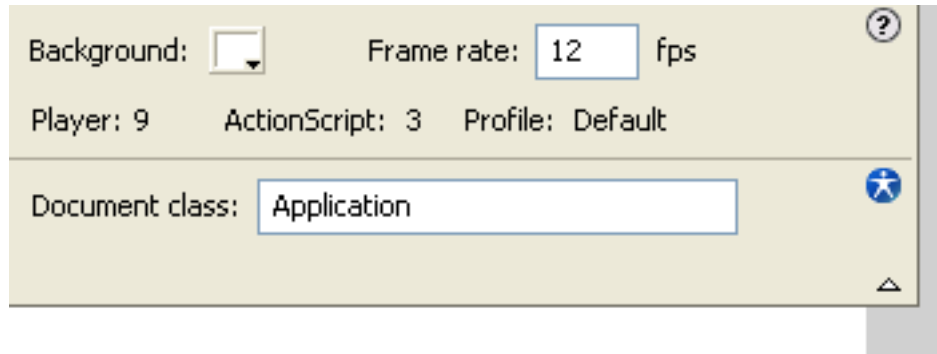 Background: Frame rate: 12 fps ?
Player: 9 ActionScript: 3 Profile: Default
Document class: Application